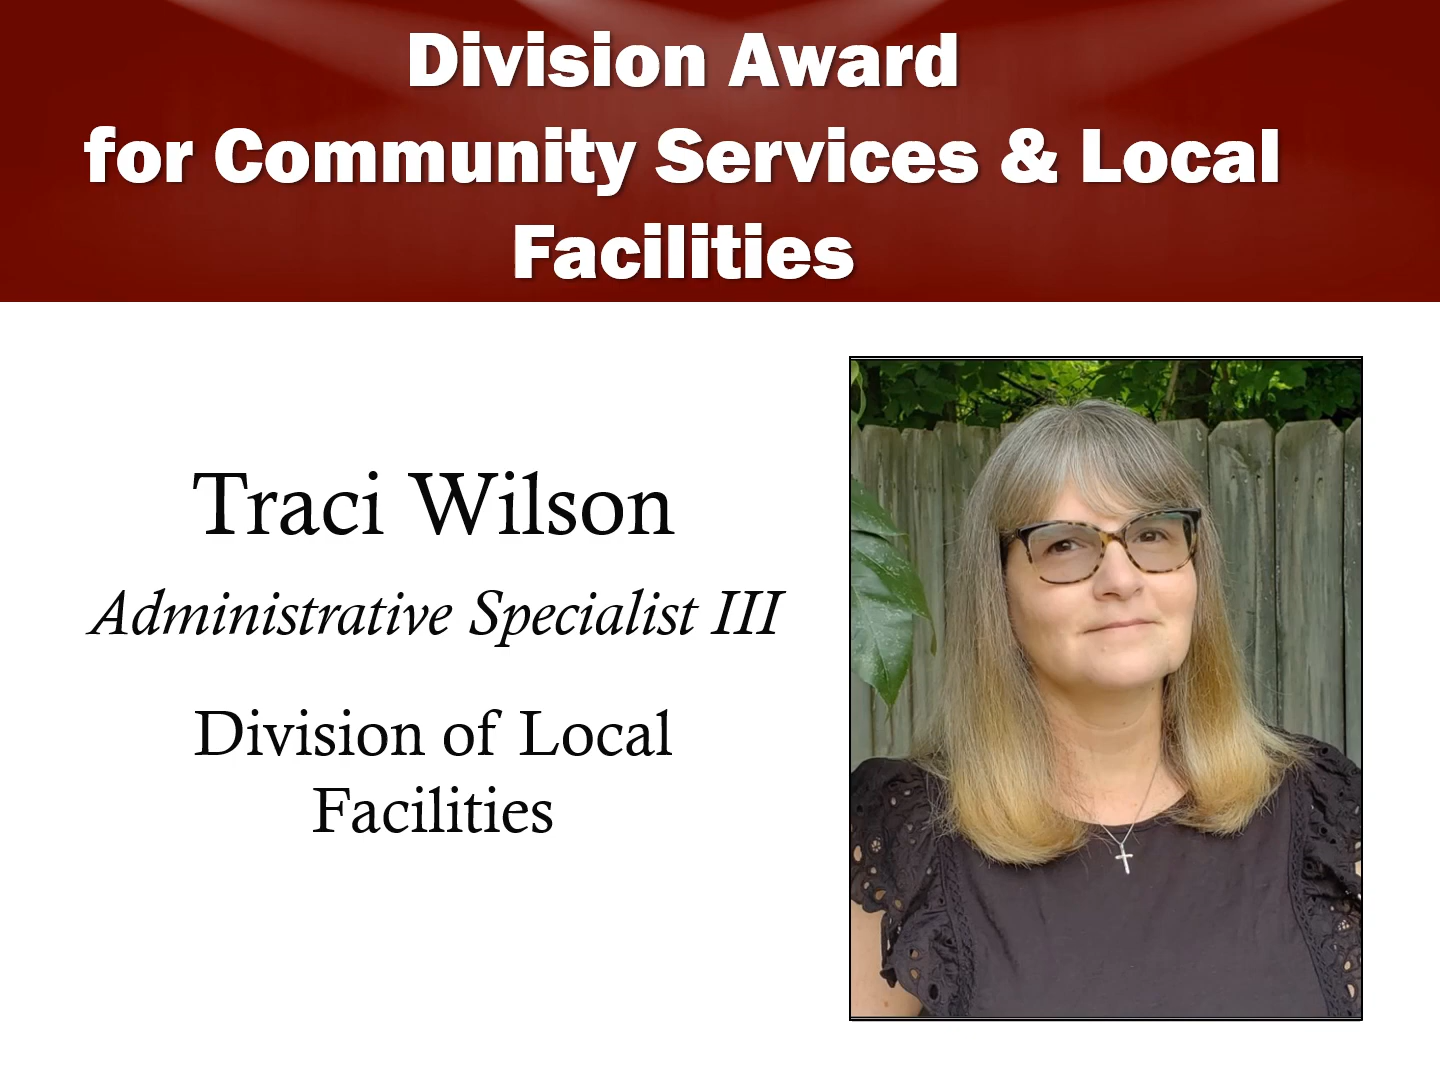 Division Award
for Community Services & Local
Facilities
Traci Wilson
Administrative Specialist III
Division of Local
Facilities